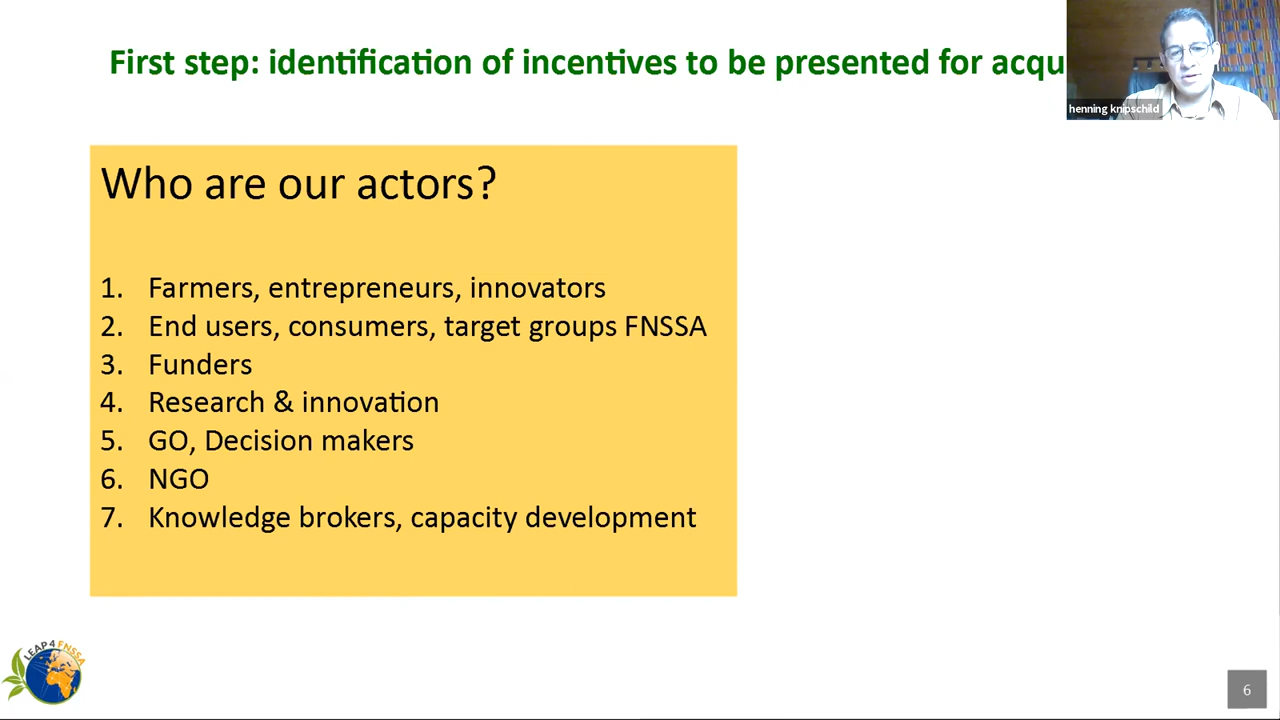 First step: identification of incentives to be presented for acqu
henning knipschild
Who are our actors?
1. Farmers, entrepreneurs, innovators
2. End users, consumers, target groups FNSSA
3. Funders
4. Research & innovation
5. GO, Decision makers
6. NGO
7. Knowledge brokers, capacity development
LEAP4FNSSA
6